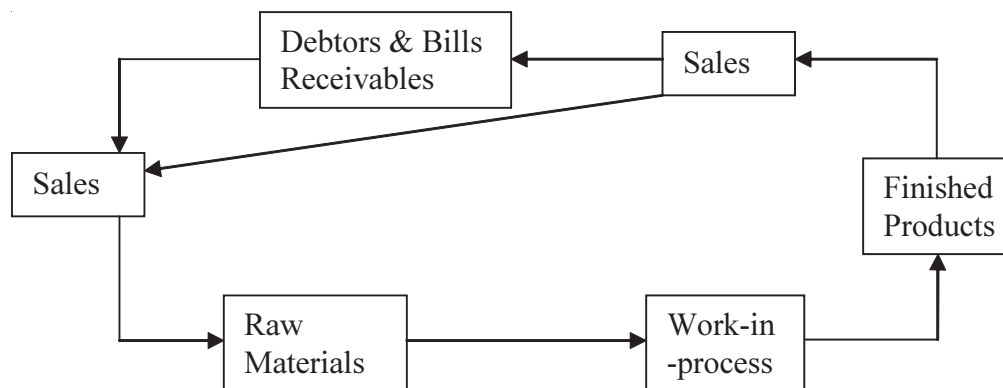 Debtors & Bills
Receivables
Sales
Sales
Finished
Products
Raw
Materials
Work-in
-process